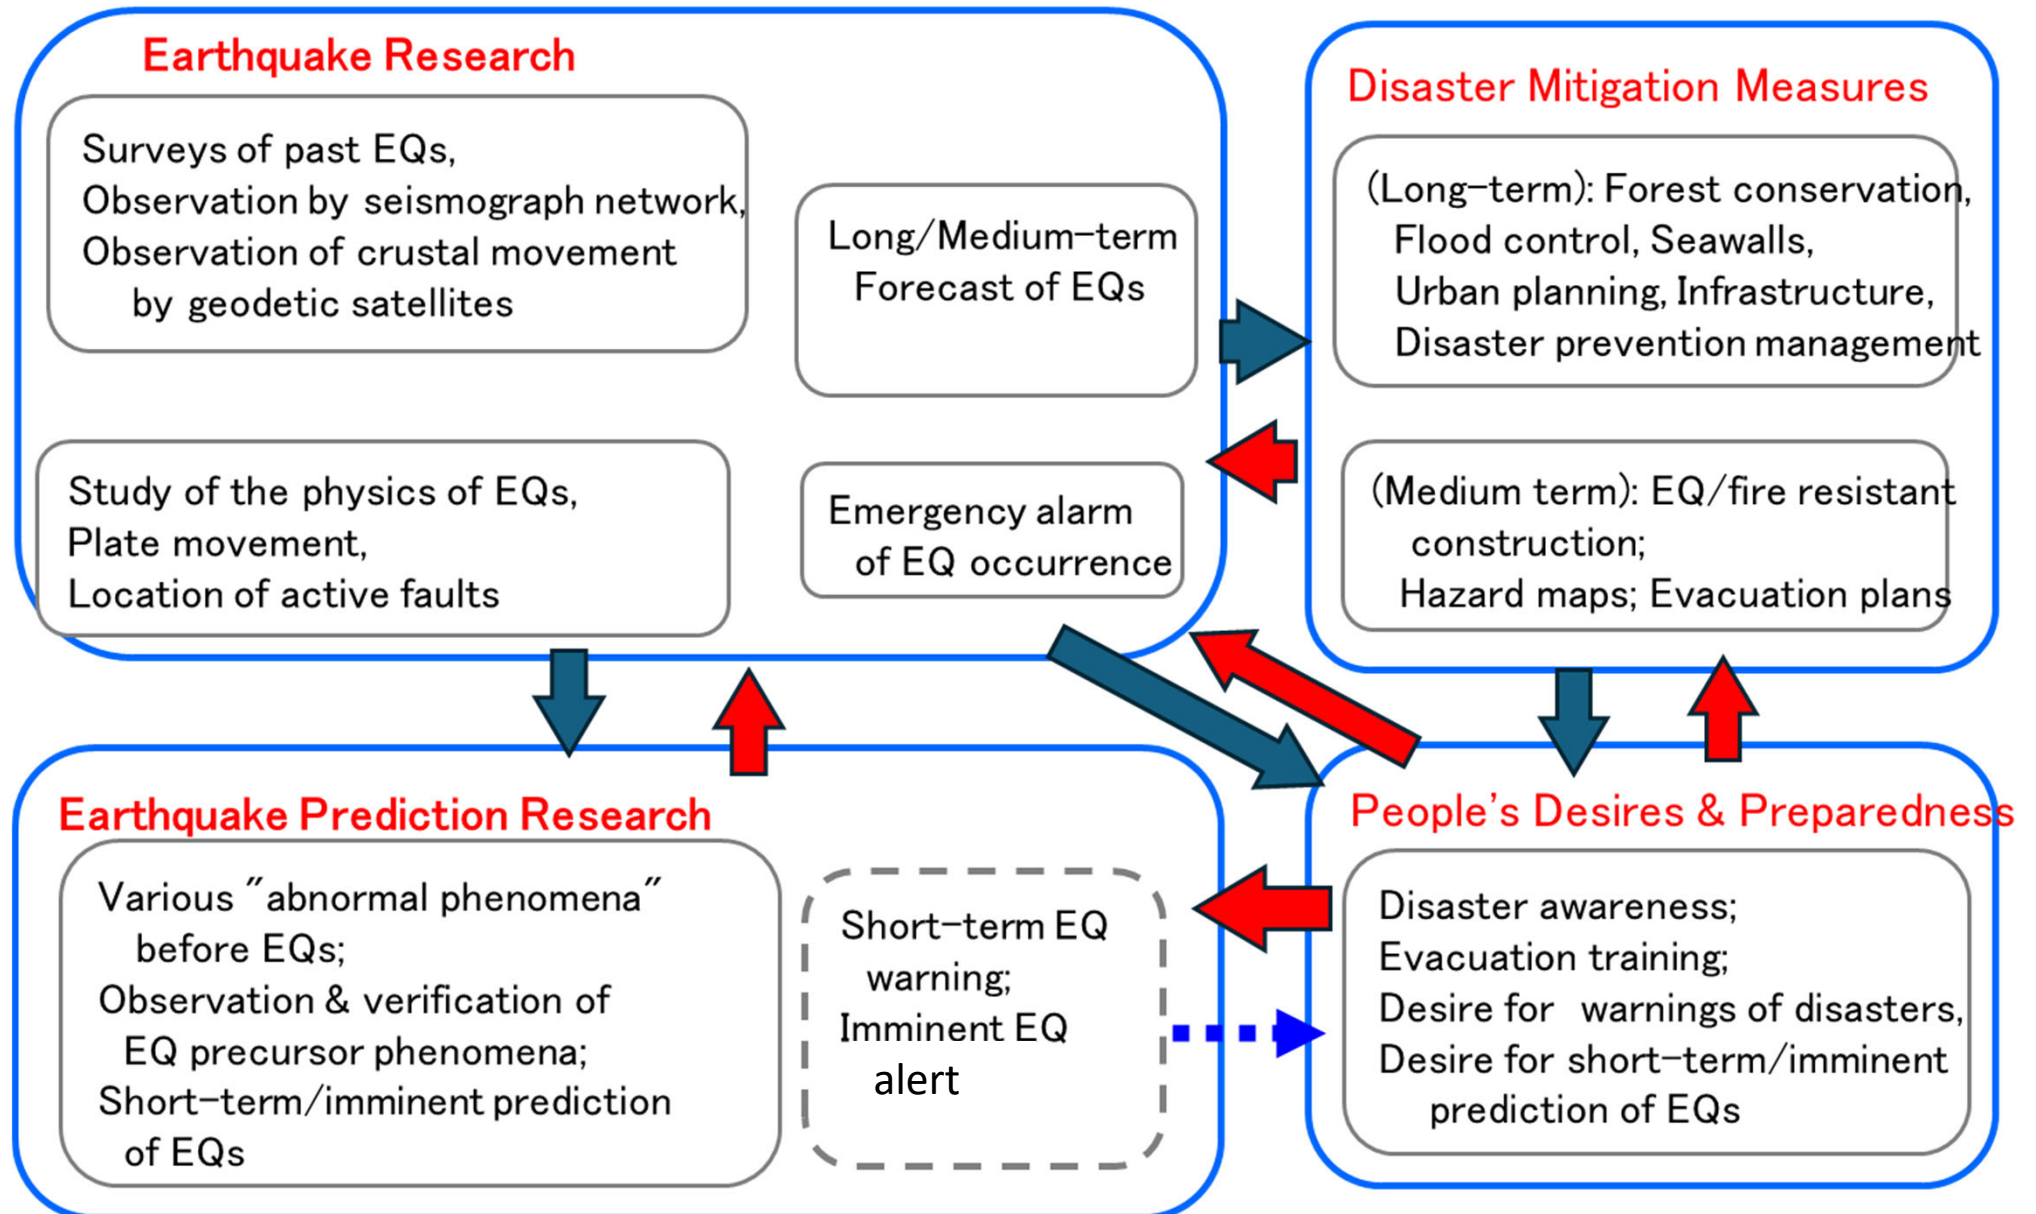 Earthquake Research
Surveys of past EQs,
Observation by seismograph network,
Observation of crustal movement
by geodetic satellites
Long/Medium-term
Forecast of EQs
Study of the physics of EQs,
Plate movement,
Location of active faults
Emergency alarm
of EQ occurrence
Disaster Mitigation Measures
(Long-term): Forest conservation,
Flood control, Seawalls,
Urban planning, Infrastructure,
Disaster prevention management
(Medium term): EQ/fire resistant
construction;
Hazard maps; Evacuation plans
Earthquake Prediction Research
Various "abnormal phenomena"
before EQs;
Observation & verification of
EQ precursor phenomena;
Short-term/imminent prediction
of EQs
Short-term EQ
warning;
Imminent EQ
alert
People's Desires & Preparedness
Disaster awareness;
Evacuation training;
Desire for warnings of disasters,
Desire for short-term/imminent
prediction of EQs